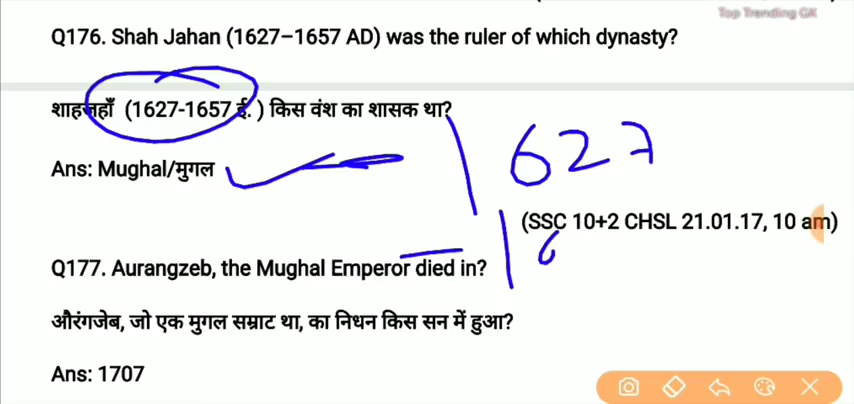 Top Trending GK
Q176. Shah Jahan (1627–1657 AD) was the ruler of which dynasty?
शाहजहाँ (1627-1657 ई. ) किस वंश का शासक था?
1627
Ans: Mughal/मुगल
(SSC 10+2 CHSL 21.01.17, 10 am)
16
Q177. Aurangzeb, the Mughal Emperor died in?
औरंगजेब, जो एक मुगल सम्राट था, का निधन किस सन में हुआ?
Ans: 1707